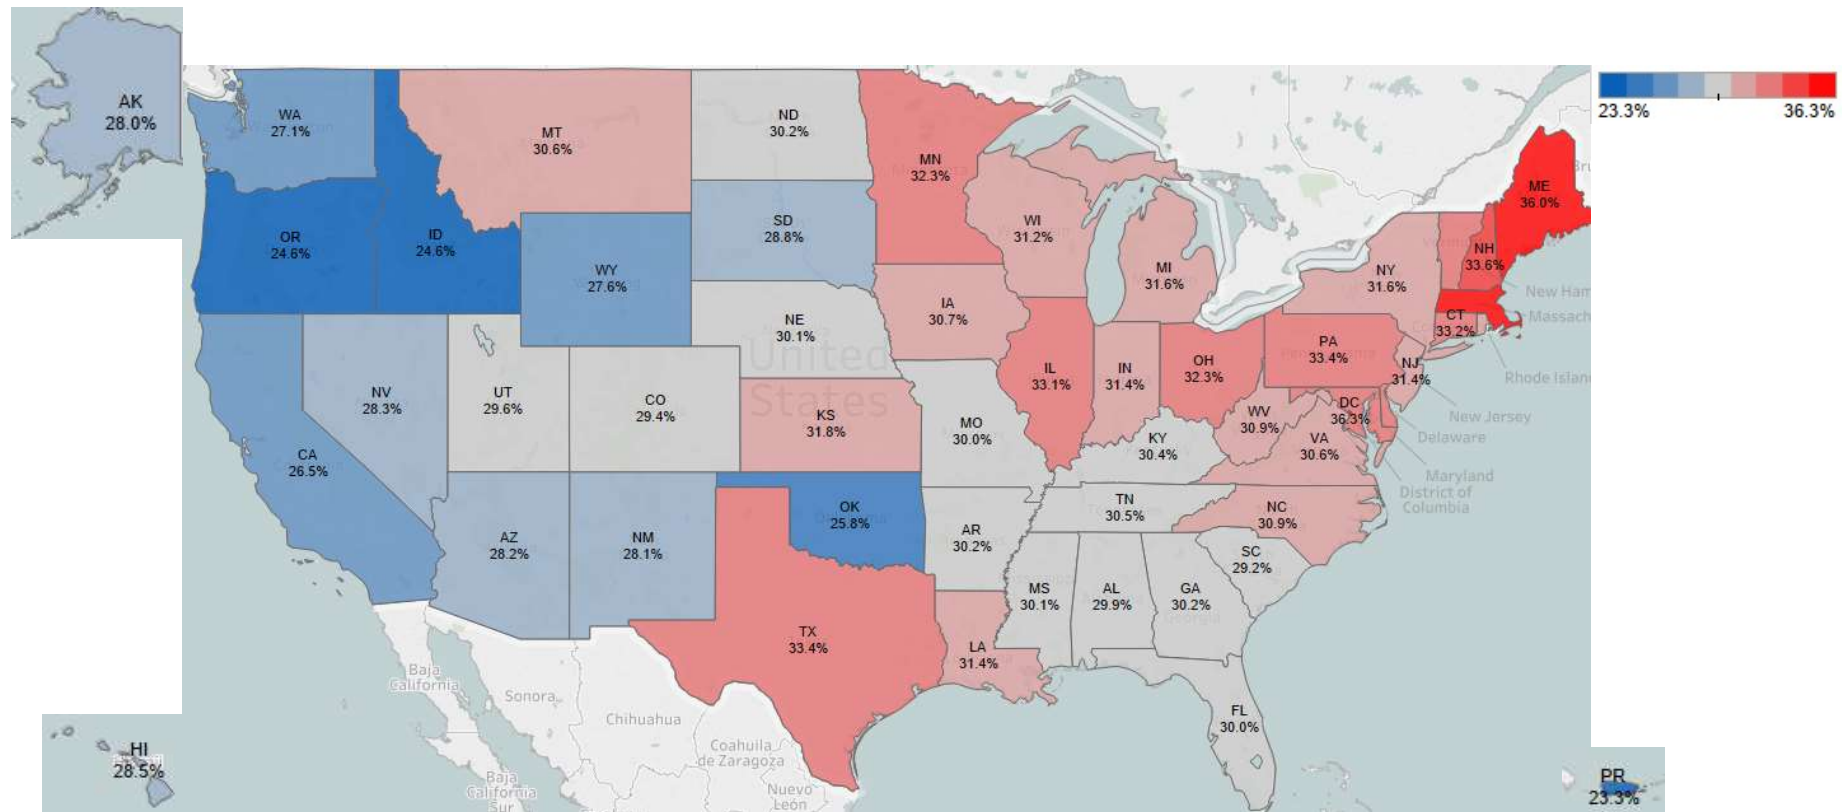 AK
28.0%
23.3%
36.3%
WA
27.1%
MT
30.6%
ND
30.2%
MN
32.3%
ME
36.0%
OR
24.6%
ID
24.6%
WY
27.6%
SD
28.8%
WI
31.2%
MI
31.6%
NY
31.6%
NH
33.6%
New Ham
Massach
IA
30.7%
NE
30.1%
CT
33.2%
PA
33.4%
NJ
31.4%
Rhode Islan
NV
28.3%
UT
29.6%
CO
29.4%
United
States
KS
31.8%
IL
33.1%
IN
31.4%
OH
32.3%
WV
30.9%
DC
36.3%
New Jersey
Delaware
Maryland
District of
Columbia
VA
30.6%
MO
30.0%
KY
30.4%
CA
26.5%
AZ
28.2%
NM
28.1%
OK
25.8%
AR
30.2%
TN
30.5%
NC
30.9%
SC
29.2%
MS
30.1%
AL
29.9%
GA
30.2%
Georgia
TX
33.4%
LA
31.4%
FL
30.0%
Baja
California
Sonora
Chihuahua
Coahuila
de Zaragoza
Nuevo
León
Baja
California
Sur
HI
28.5%
PR
23.3%